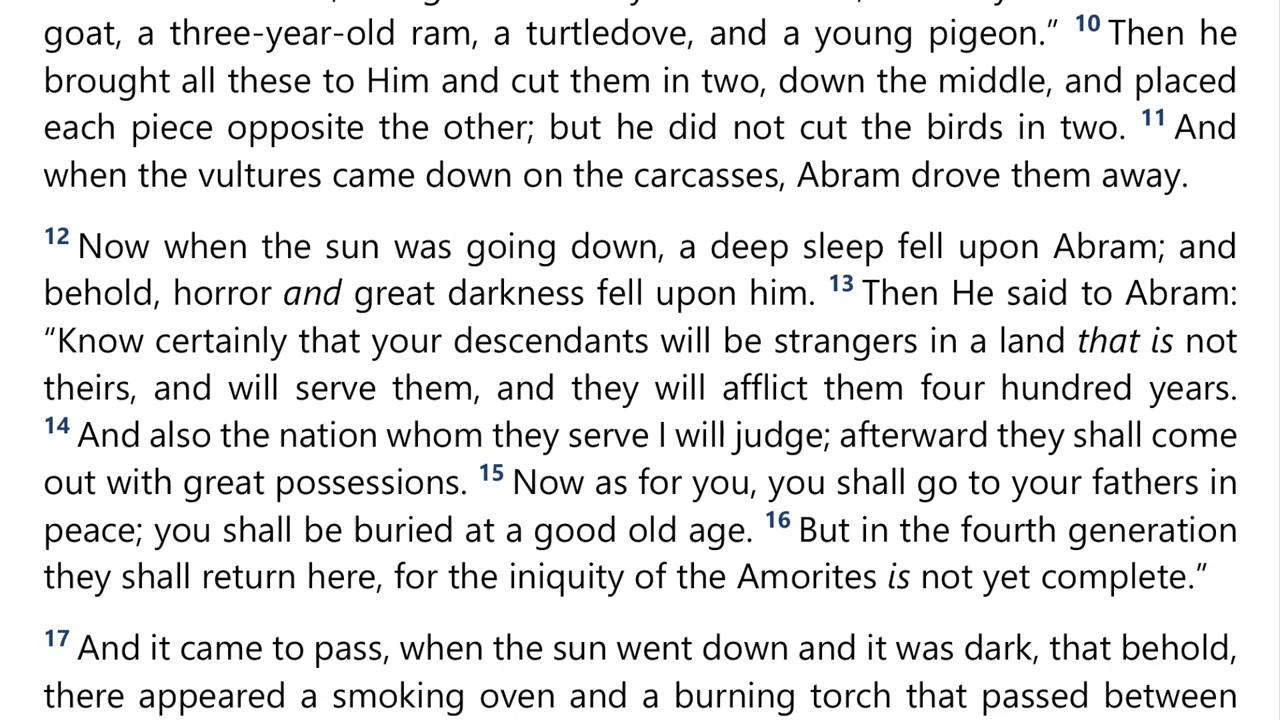 goat, a three-year-old ram, a turtledove, and a young pigeon.” 10 Then he
brought all these to Him and cut them in two, down the middle, and placed
each piece opposite the other; but he did not cut the birds in two. 11 And
when the vultures came down on the carcasses, Abram drove them away.
12 Now when the sun was going down, a deep sleep fell upon Abram; and
behold, horror and great darkness fell upon him. 13 Then He said to Abram:
“Know certainly that your descendants will be strangers in a land that is not
theirs, and will serve them, and they will afflict them four hundred years.
14 And also the nation whom they serve I will judge; afterward they shall come
out with great possessions. 15 Now as for you, you shall go to your fathers in
peace; you shall be buried at a good old age. 16 But in the fourth generation
they shall return here, for the iniquity of the Amorites is not yet complete.”
17 And it came to pass, when the sun went down and it was dark, that behold,
there appeared a smoking oven and a burning torch that passed between